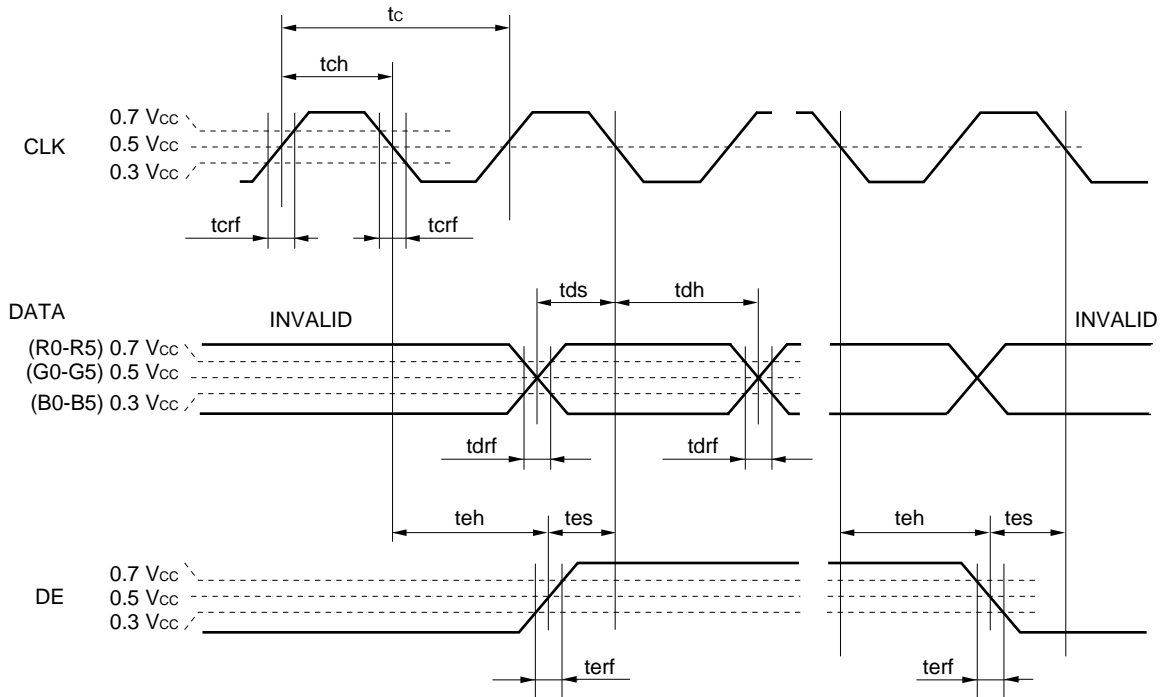 tc
tch
0.7 Vcc
CLK
0.5 Vcc
0.3 Vcc
tcrf
tcrf
tds
tdh
DATA
INVALID
INVALID
(R0-R5) 0.7 Vcc
(G0-G5) 0.5 Vcc
(B0-B5) 0.3 Vcc
tdrf
tdrf
teh
tes
teh
tes
0.7 Vcc
DE
0.5 Vcc
0.3 Vcc
terf
terf